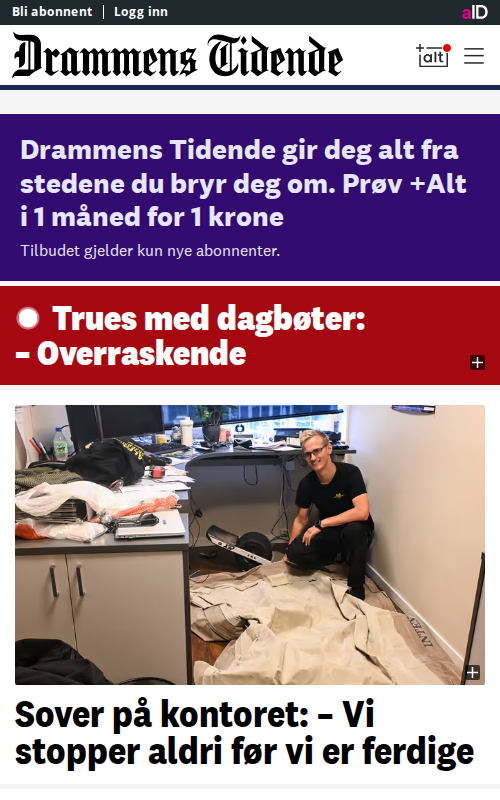 Bli abonnent | Logg inn
aID
Drammens Tidende
+alt
Drammens Tidende gir deg alt fra
stedene du bryr deg om. Prøv +Alt
i 1 måned for 1 krone
Tilbudet gjelder kun nye abonnenter.
Trues med dagbøter:
– Overraskende
INTEX
Sover på kontoret: – Vi
stopper aldri før vi er ferdige